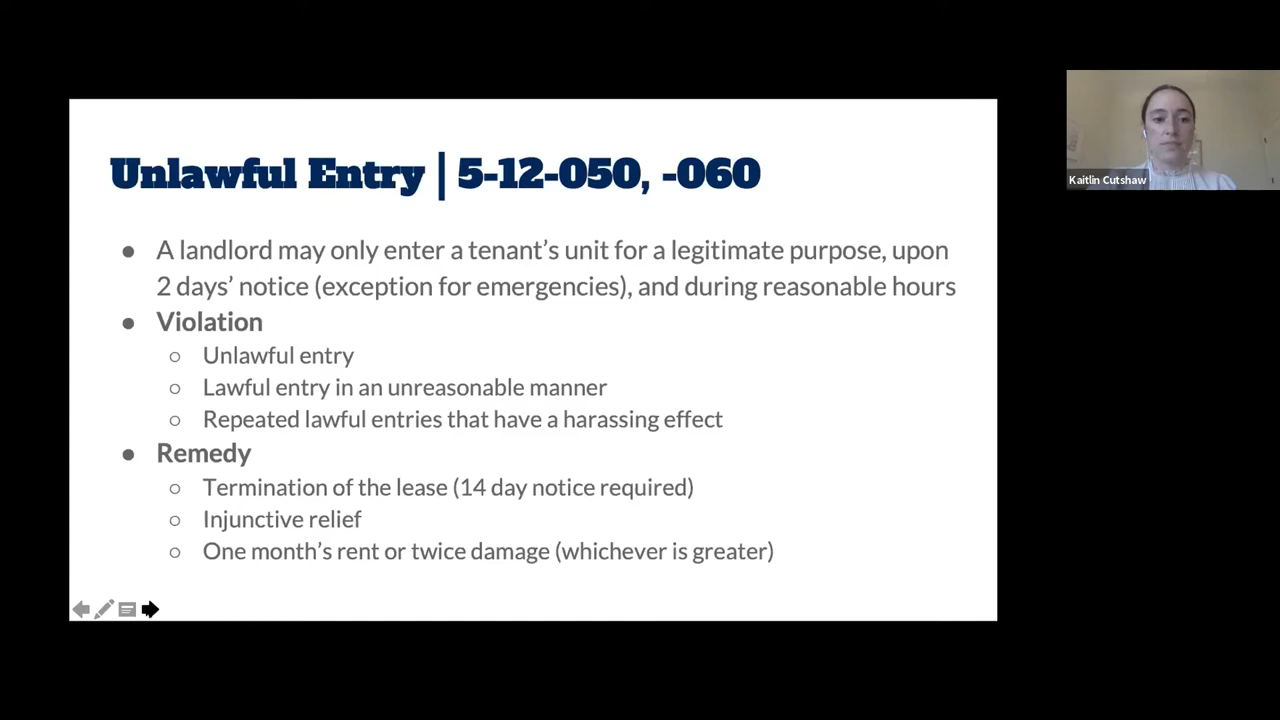 Unlawful Entry | 5-12-050, -060
● A landlord may only enter a tenant’s unit for a legitimate purpose, upon
2 days’ notice (exception for emergencies), and during reasonable hours
● Violation
○ Unlawful entry
○ Lawful entry in an unreasonable manner
○ Repeated lawful entries that have a harassing effect
● Remedy
○ Termination of the lease (14 day notice required)
○ Injunctive relief
○ One month’s rent or twice damage (whichever is greater)
Kaitlin Cutshaw